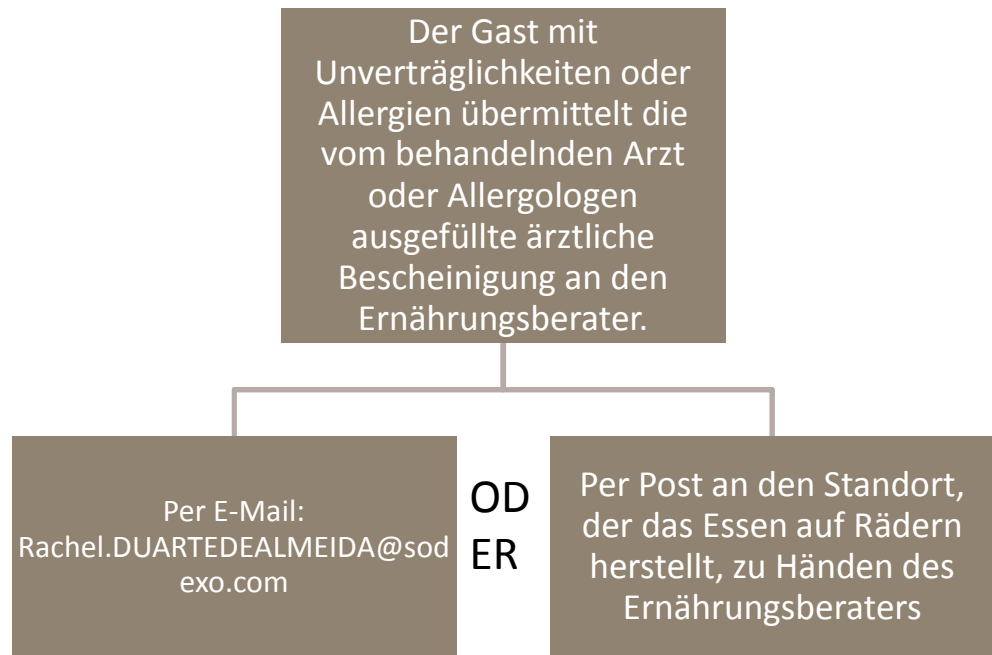 Der Gast mit
Unverträglichkeiten oder
Allergien übermittelt die
vom behandelnden Arzt
oder Allergologen
ausgefüllte ärztliche
Bescheinigung an den
Ernährungsberater.
Per E-Mail:
Rachel.DUARTEDEALMEIDA@sod
exo.com
OD
ER
Per Post an den Standort,
der das Essen auf Rädern
herstellt, zu Händen des
Ernährungsberaters